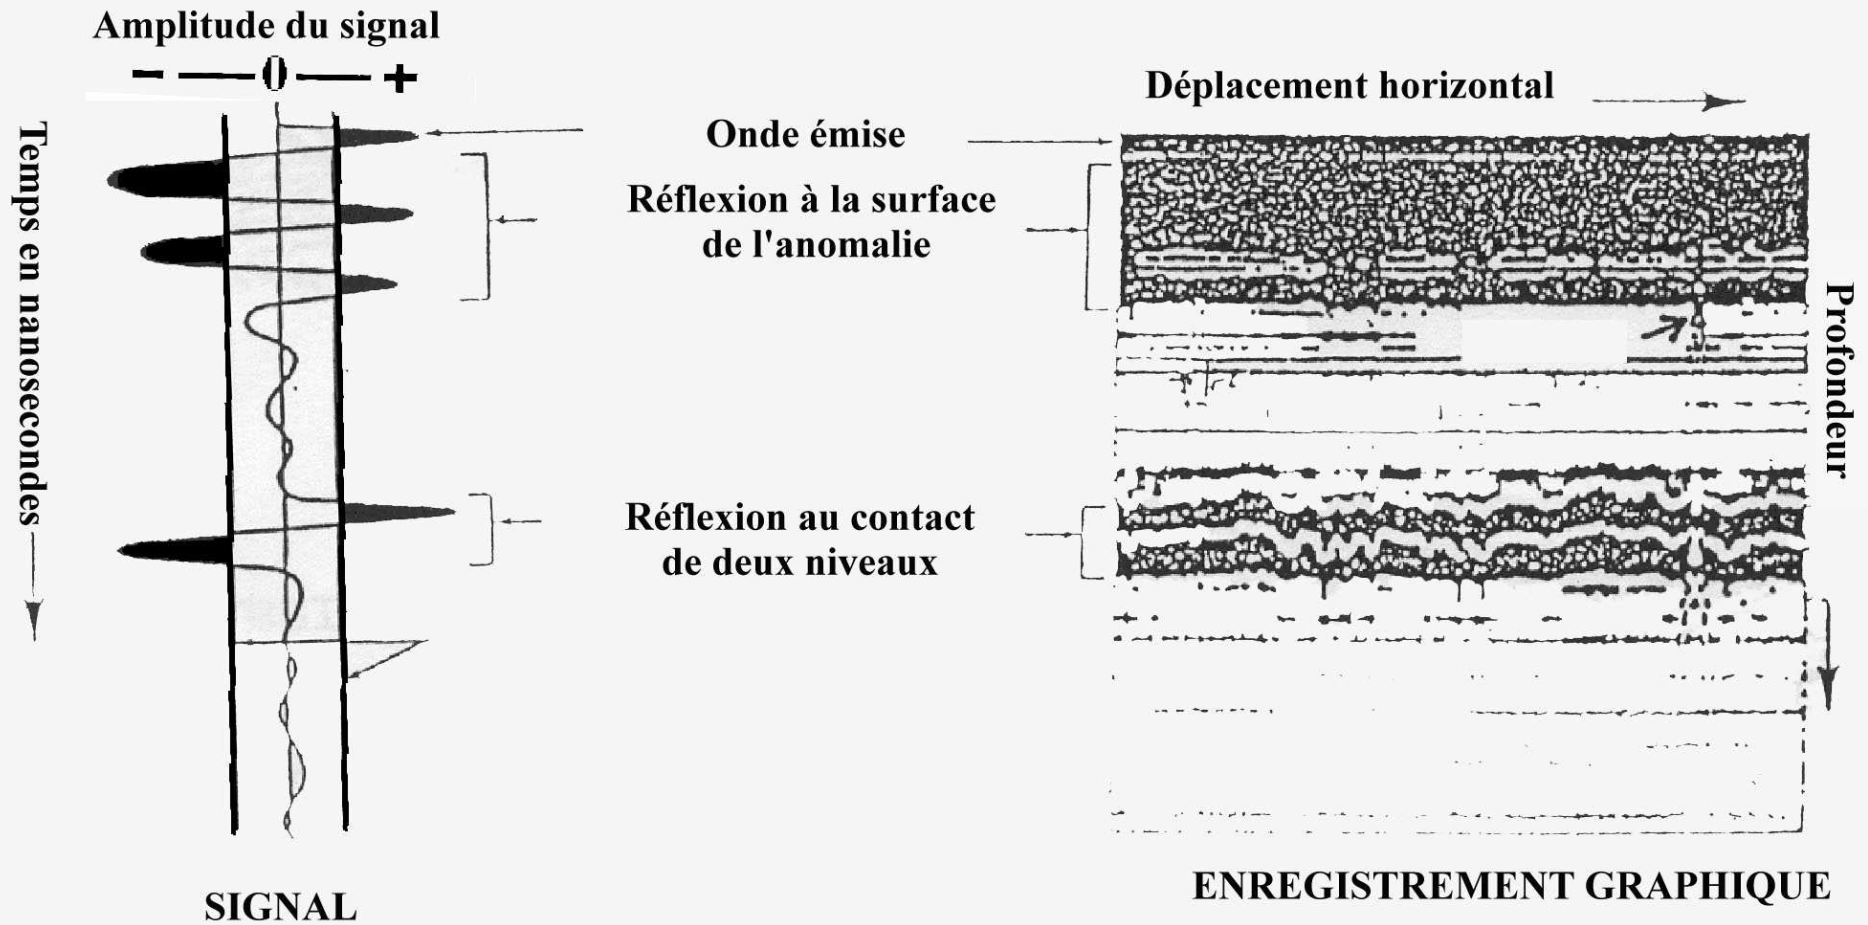 Amplitude du signal
- 0 +
Déplacement horizontal
Temps en nanosecondes
Onde émise
Réflexion à la surface
de l'anomalie
Profondeur
Réflexion au contact
de deux niveaux
SIGNAL
ENREGISTREMENT GRAPHIQUE